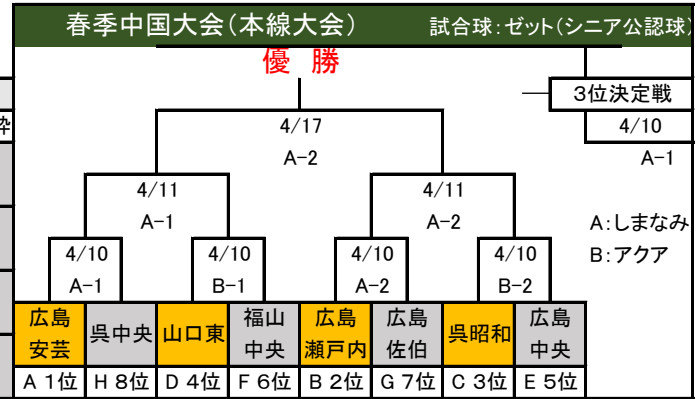 春季中国大会(本線大会) 試合球:ゼット(シニア公認球)
優 勝
3位決定戦
4/17 4/10
A-2 A-1
4/11 4/11
A-1 A-2
A:しまなみ
4/10 4/10 4/10 4/10 B:アクア
A-1 B-1 A-2 B-2
広島 福山 広島 広島 広島
呉中央 山口東 呉昭和
安芸 中央 瀬戸内 佐伯 中央
A 1位 H 8位 D 4位 F 6位 B 2位 G 7位 C 3位 E 5位